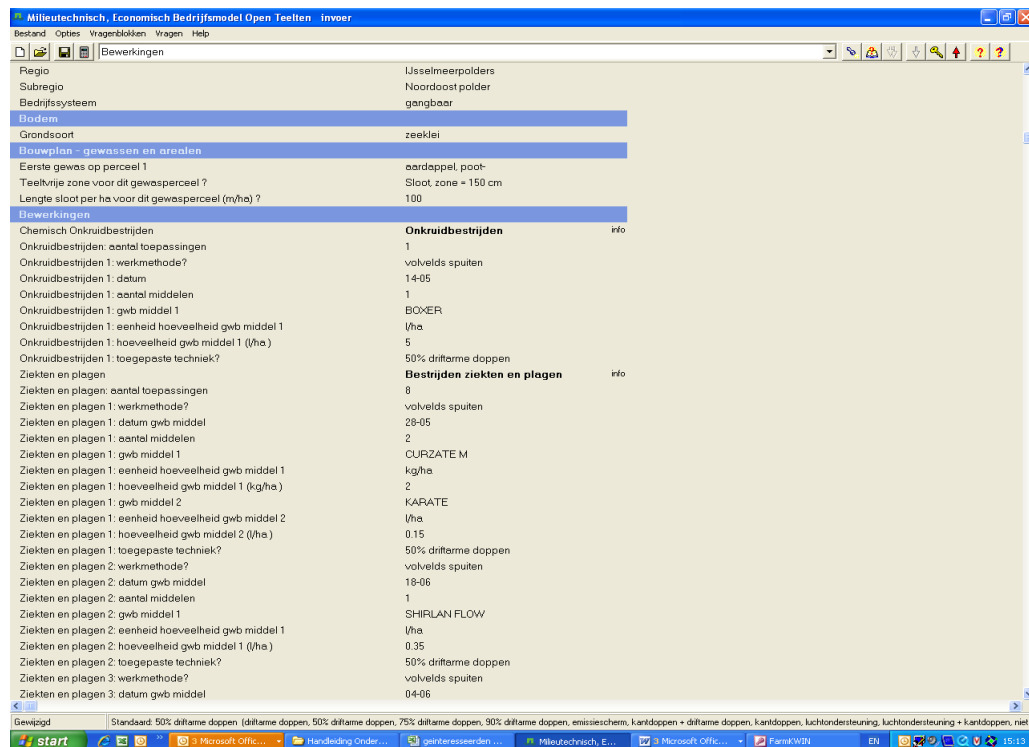 Milieutechnisch, Economisch Bedrijfsmodel Open Teelten invoer
Bestand Opties Vragenblokken Vragen Help
Bewerkingen
Regio IJsselmeerpolders
Subregio Noordoost polder
Bedrijfssysteem gangbaar
Bodem
Grondsoort zeeklei
Bouwplan - gewassen en arealen
Eerste gewas op perceel 1 aardappel, poot-
Teeltvrije zone voor dit gewasperceel ? Sloot, zone = 150 cm
Lengte sloot per ha voor dit gewasperceel (m/ha) ? 100
Bewerkingen
Chemisch Onkruidbestrijden Onkruidbestrijden info
Onkruidbestrijden: aantal toepassingen 1
Onkruidbestrijden 1: werkmethode? volvelds spuiten
Onkruidbestrijden 1: datum 14-05
Onkruidbestrijden 1: aantal middelen 1
Onkruidbestrijden 1: gwb middel 1 BOXER
Onkruidbestrijden 1: eenheid hoeveelheid gwb middel 1 l/ha
Onkruidbestrijden 1: hoeveelheid gwb middel 1 (l/ha ) 5
Onkruidbestrijden 1: toegepaste techniek? 50% driftarme doppen
Ziekten en plagen Bestrijden ziekten en plagen info
Ziekten en plagen: aantal toepassingen 8
Ziekten en plagen 1: werkmethode? volvelds spuiten
Ziekten en plagen 1: datum gwb middel 28-05
Ziekten en plagen 1: aantal middelen 2
Ziekten en plagen 1: gwb middel 1 CURZATE M
Ziekten en plagen 1: eenheid hoeveelheid gwb middel 1 kg/ha
Ziekten en plagen 1: hoeveelheid gwb middel 1 (kg/ha ) 2
Ziekten en plagen 1: gwb middel 2 KARATE
Ziekten en plagen 1: eenheid hoeveelheid gwb middel 2 l/ha
Ziekten en plagen 1: hoeveelheid gwb middel 2 (l/ha ) 0.15
Ziekten en plagen 1: toegepaste techniek? 50% driftarme doppen
Ziekten en plagen 2: werkmethode? volvelds spuiten
Ziekten en plagen 2: datum gwb middel 18-06
Ziekten en plagen 2: aantal middelen 1
Ziekten en plagen 2: gwb middel 1 SHIRLAN FLOW
Ziekten en plagen 2: eenheid hoeveelheid gwb middel 1 l/ha
Ziekten en plagen 2: hoeveelheid gwb middel 1 (l/ha ) 0.35
Ziekten en plagen 2: toegepaste techniek? 50% driftarme doppen
Ziekten en plagen 3: werkmethode? volvelds spuiten
Ziekten en plagen 3: datum gwb middel 04-06
Gewijzigd Standaard: 50% driftarme doppen (driftarme doppen, 50% driftarme doppen, 75% driftarme doppen, 90% driftarme doppen, emissiescherm, kantdoppen + driftarme doppen, kantdoppen, luchtondersteuning, luchtondersteuning + kantdoppen, niet
start 3 Microsoft Offic... Handleiding Onder... geinteresseerden ... Milieutechnisch, E... 3 Microsoft Offic... FarmKWIN EN 15:13